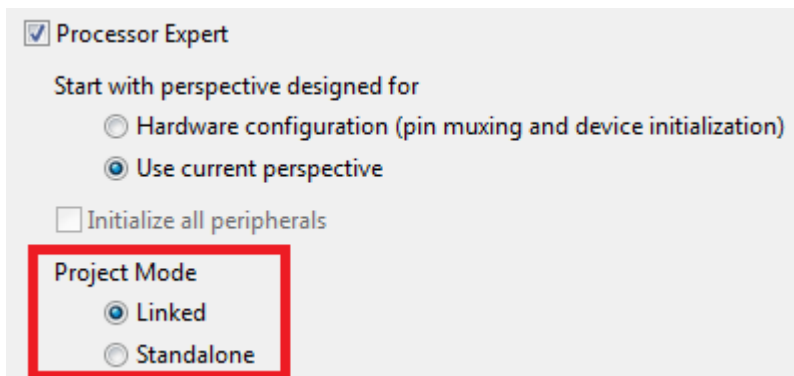 Processor Expert
Start with perspective designed for
Hardware configuration (pin muxing and device initialization)
Use current perspective
Initialize all peripherals
Project Mode
Linked
Standalone